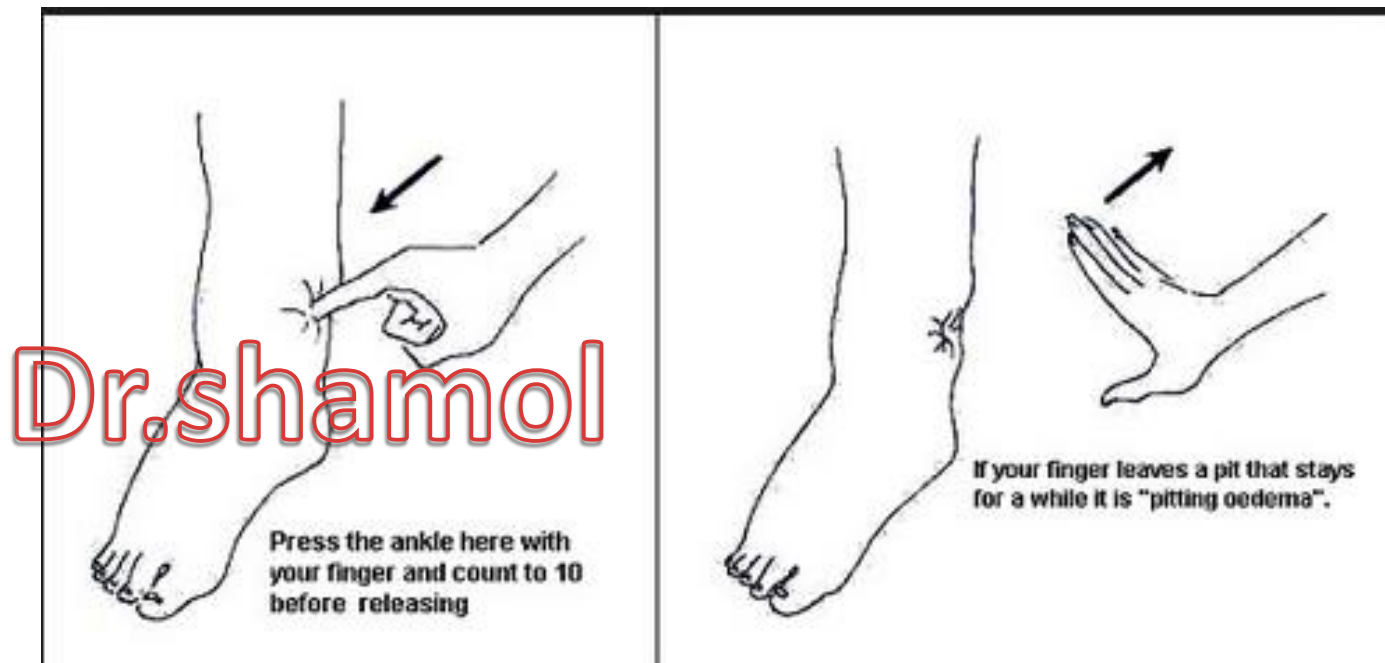 Dr.shamol
Press the ankle here with
your finger and count to 10
before releasing
If your finger leaves a pit that stays
for a while it is "pitting oedema".